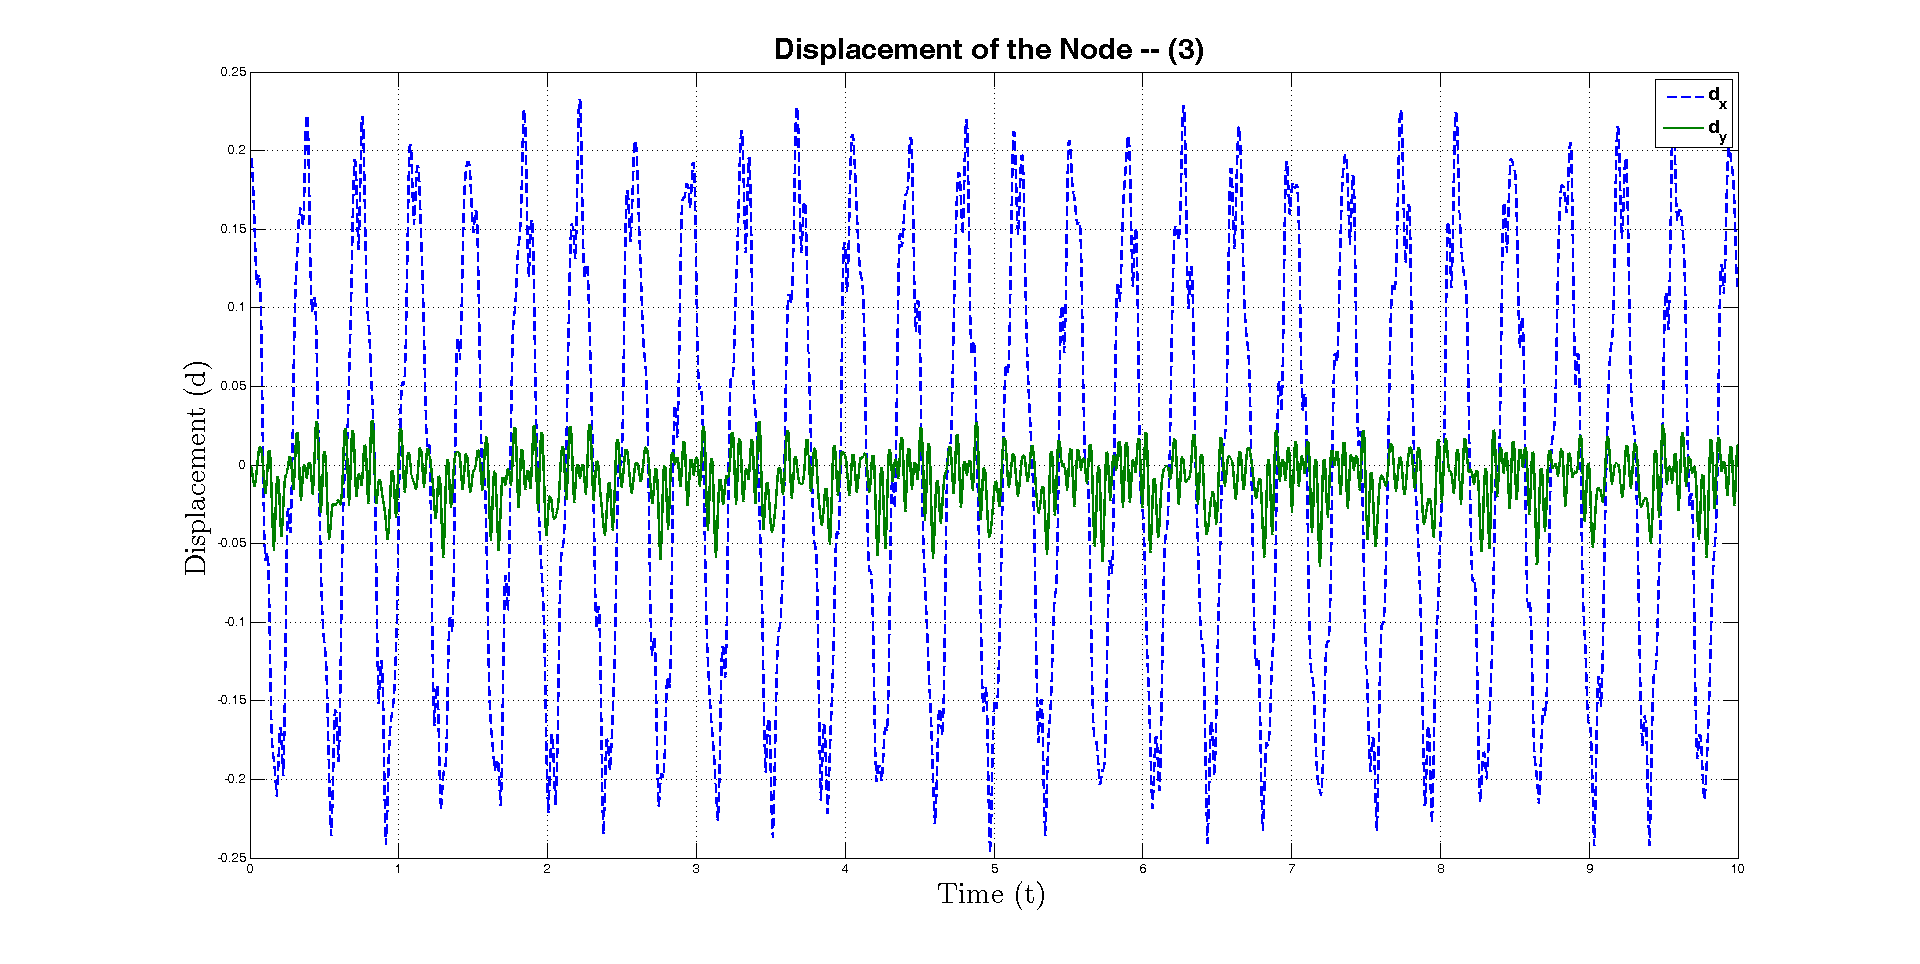 Displacement of the Node -- (3)
d_x
d_y
0.25
0.2
0.15
0.1
0.05
0
-0.05
-0.1
-0.15
-0.2
-0.25
Displacement (d)
0 1 2 3 4 5 6 7 8 9 10
Time (t)